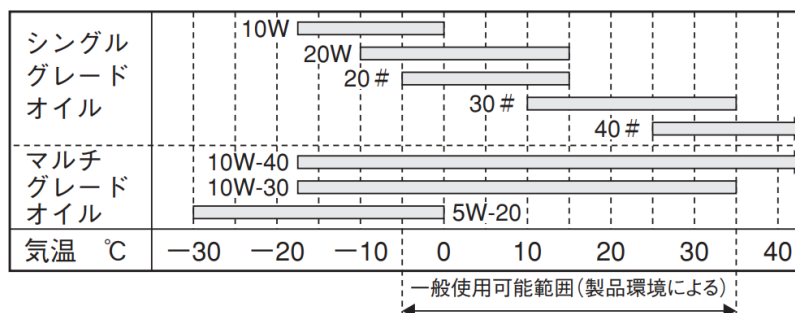 シングル
グレード
オイル
10W
20W
20#
30#
40#
マルチ
グレード
オイル
10W-40
10W-30
5W-20
気温 ℃ －30 －20 －10 0 10 20 30 40
一般使用可能範囲(製品環境による)